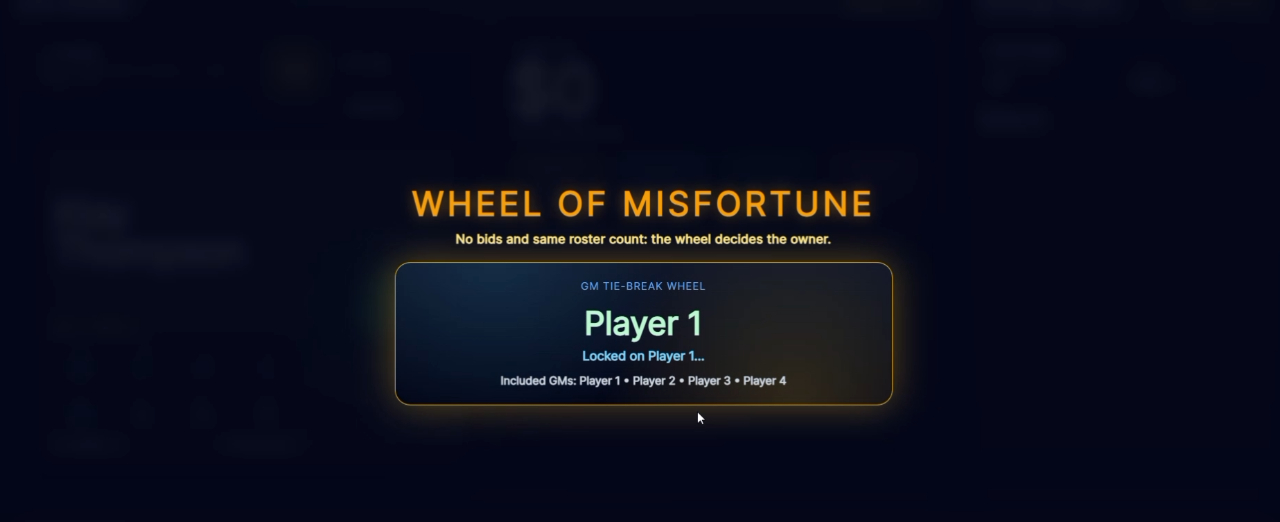 $0
WHEEL OF MISFORTUNE
No bids and same roster count: the wheel decides the owner.
GM TIE-BREAK WHEEL
Player 1
Locked on Player 1...
Included GMs: Player 1 • Player 2 • Player 3 • Player 4